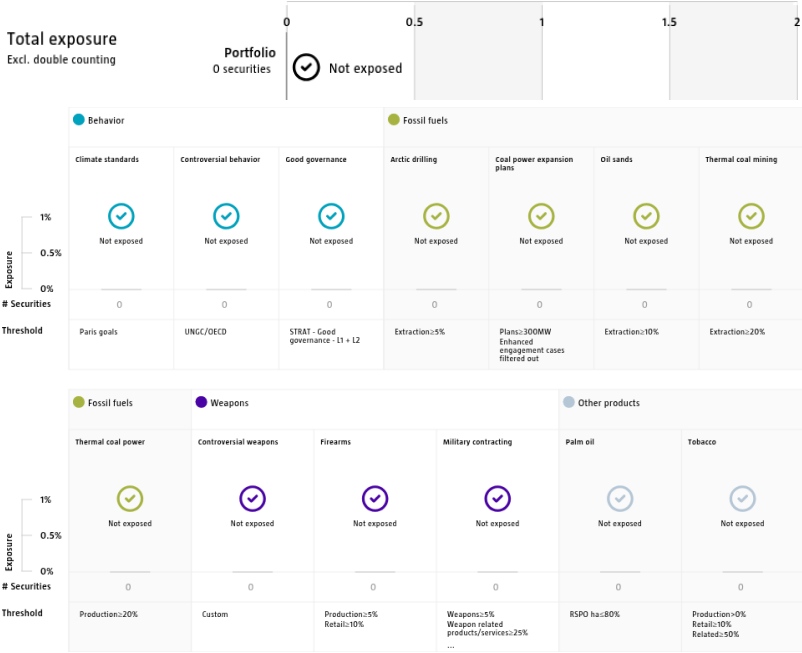 0 0.5 1 1.5 2
Total exposure
Excl. double counting
Portfolio
0 securities
Not exposed
Behavior Fossil fuels
Climate standards Controversial behavior Good governance Arctic drilling Coal power expansion plans Oil sands Thermal coal mining
Exposure
1%
0.5%
0%
Not exposed Not exposed Not exposed Not exposed Not exposed Not exposed Not exposed
# Securities 0 0 0 0 0 0 0
Threshold
Paris goals
UNGC/OECD
STRAT - Good
governance - L1 + L2
Extraction≥5%
Plans≥300MW
Enhanced
engagement cases
filtered out
Extraction≥10%
Extraction≥20%
Fossil fuels Weapons Other products
Thermal coal power Controversial weapons Firearms Military contracting Palm oil Tobacco
Exposure
1%
0.5%
0%
Not exposed Not exposed Not exposed Not exposed Not exposed Not exposed
# Securities 0 0 0 0 0 0
Threshold
Production≥20%
Custom
Production≥5%
Retail≥10%
Weapons≥5%
Weapon related
products/services≥25%
...
RSPO ha≤80%
Production>0%
Retail≥10%
Related≥50%